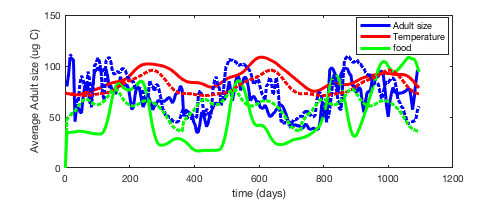 150
100
50
0
Average Adult size (ug C)
Adult size
Temperature
food
0 200 400 600 800 1000 1200
time (days)